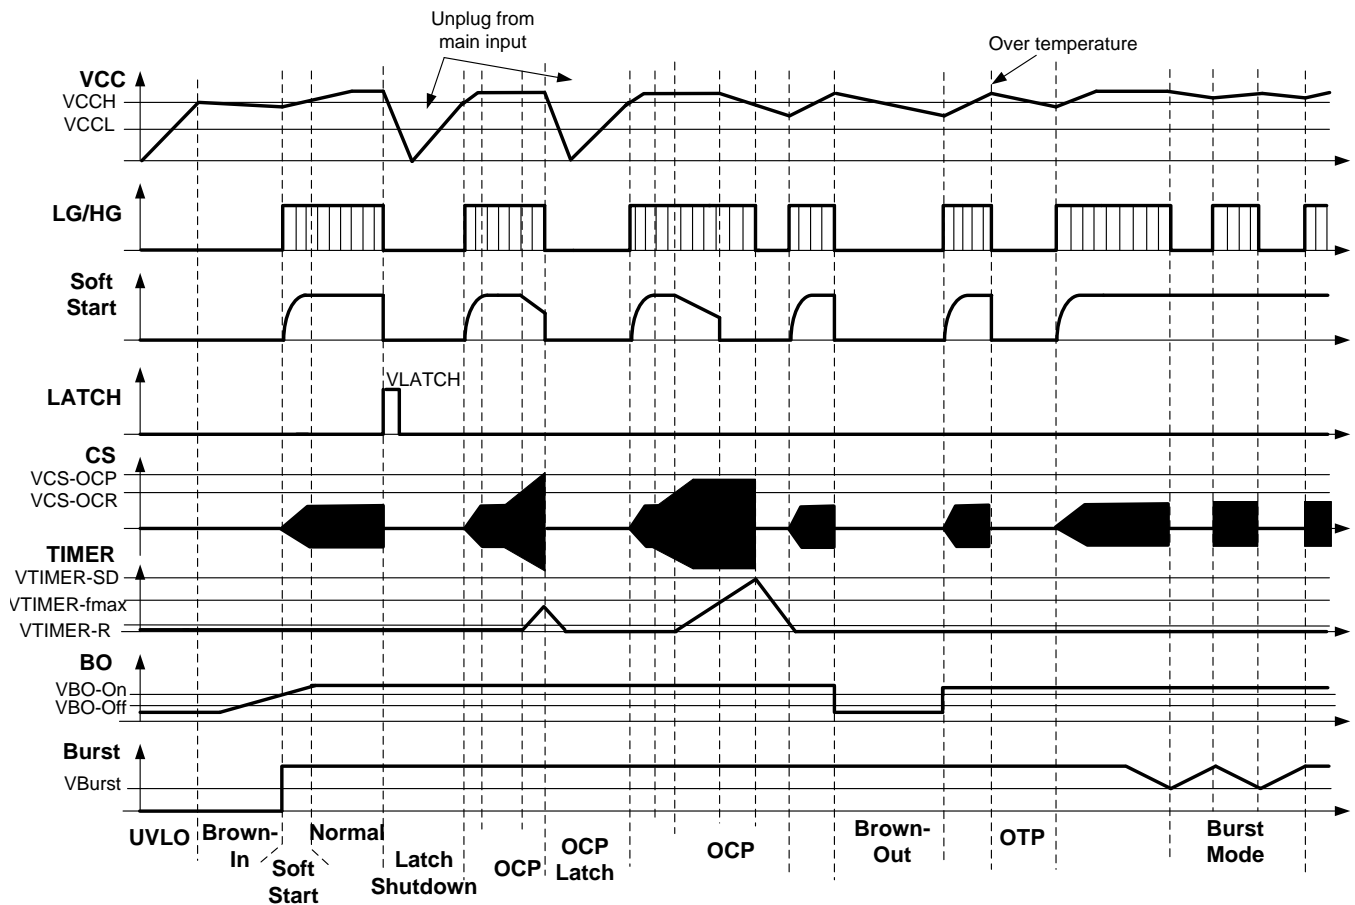 Unplug from
main input
Over temperature
VCC
VCCH
VCCL
LG/HG
Soft
Start
LATCH
VLATCH
CS
VCS-OCP
VCS-OCR
TIMER
VTIMER-SD
VTIMER-fmax
VTIMER-R
BO
VBO-On
VBO-Off
Burst
VBurst
UVLO
Brown-
In
Soft
Start
Normal
Latch
Shutdown
OCP
OCP
Latch
OCP
Brown-
Out
OTP
Burst
Mode